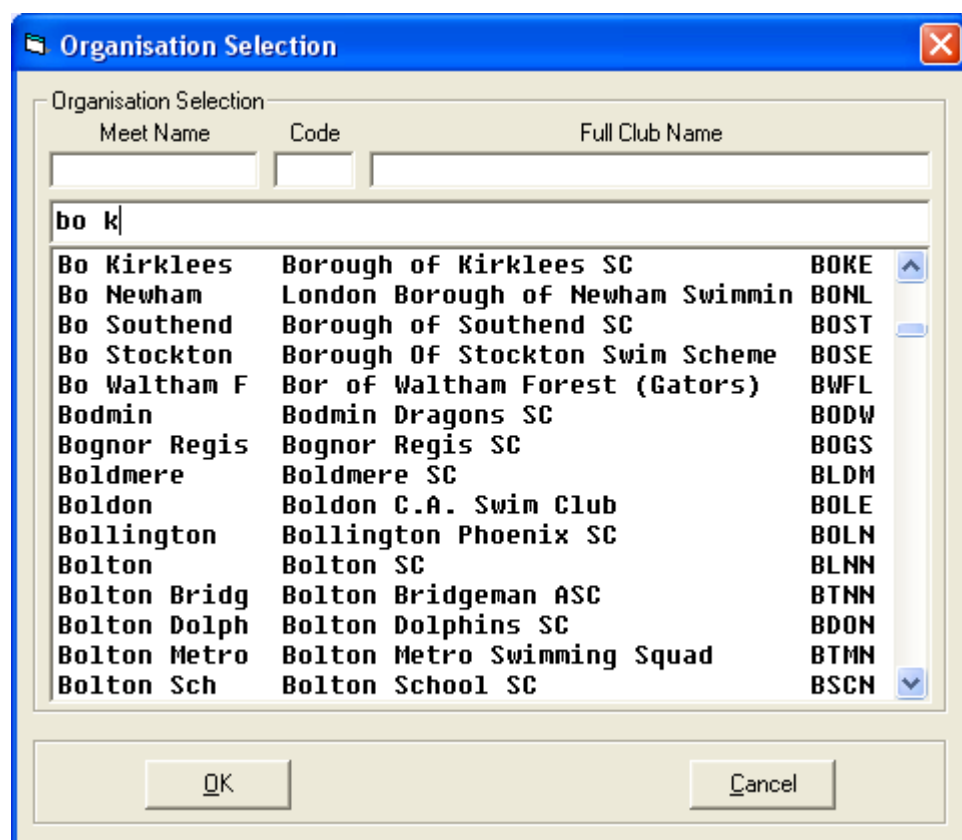 Organisation Selection
Organisation Selection
Meet Name Code Full Club Name
bo k
Bo Kirklees Borough of Kirklees SC BOKE
Bo Newham London Borough of Newham Swimmin BONL
Bo Southend Borough of Southend SC BOST
Bo Stockton Borough Of Stockton Swim Scheme BOSE
Bo Waltham F Bor of Waltham Forest (Gators) BWFL
Bodmin Bodmin Dragons SC BODW
Bognor Regis Bognor Regis SC BOGS
Boldmere Boldmere SC BLDM
Boldon Boldon C.A. Swim Club BOLE
Bollington Bollington Phoenix SC BOLN
Bolton Bolton SC BLNN
Bolton Bridg Bolton Bridgeman ASC BTNN
Bolton Dolph Bolton Dolphins SC BDON
Bolton Metro Bolton Metro Swimming Squad BTMN
Bolton Sch Bolton School SC BSCN
OK Cancel